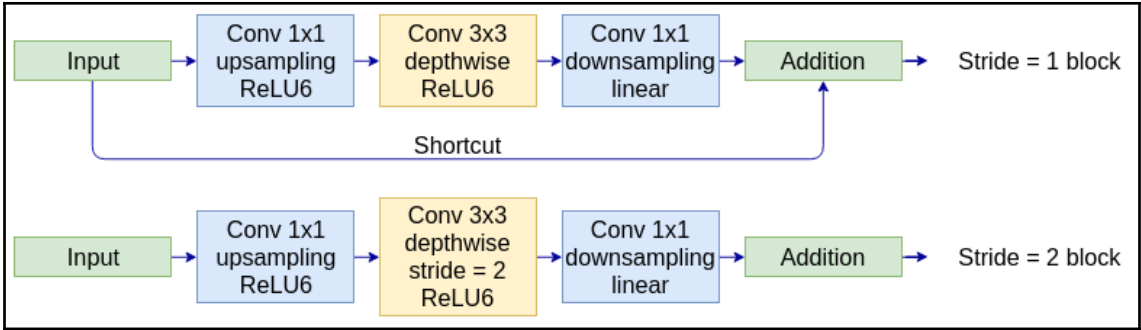 Input
Conv 1x1
upsampling
ReLU6
Conv 3x3
depthwise
ReLU6
Conv 1x1
downsampling
linear
Addition
Stride = 1 block
Shortcut
Input
Conv 1x1
upsampling
ReLU6
Conv 3x3
depthwise
stride = 2
ReLU6
Conv 1x1
downsampling
linear
Addition
Stride = 2 block